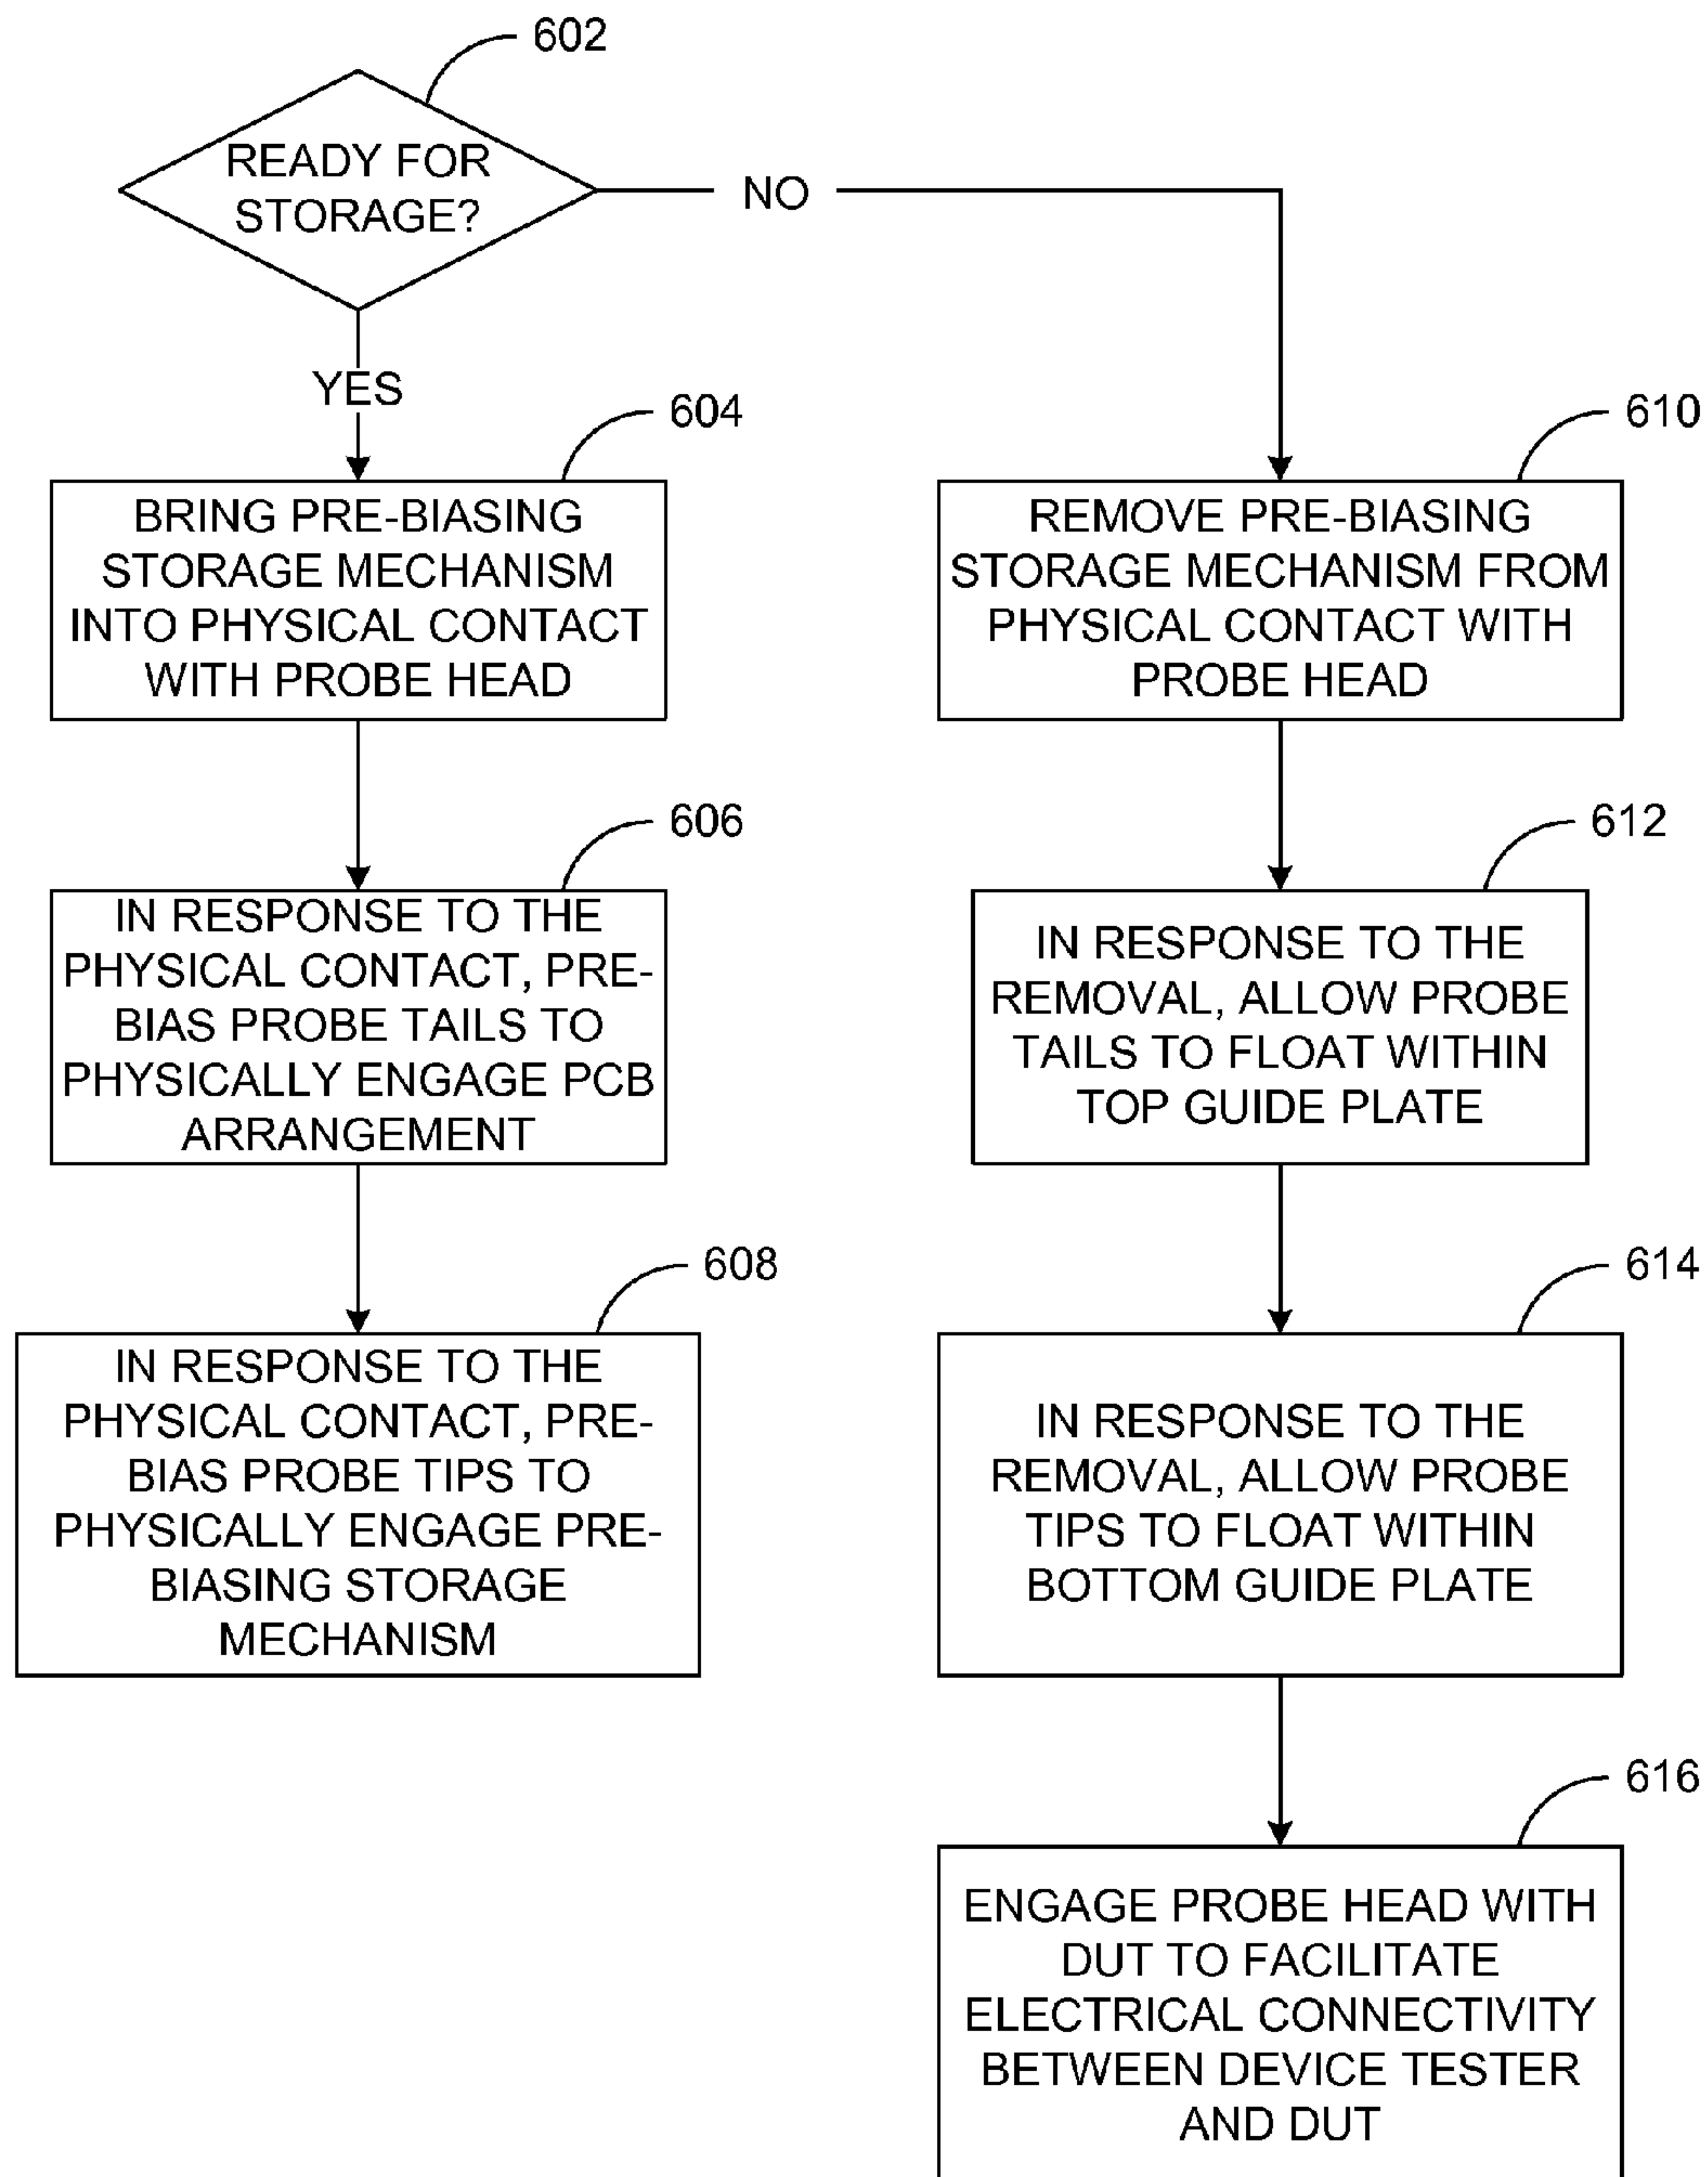 602
READY FOR
STORAGE?
NO
YES
604
BRING PRE-BIASING
STORAGE MECHANISM
INTO PHYSICAL CONTACT
WITH PROBE HEAD
606
IN RESPONSE TO THE
PHYSICAL CONTACT, PRE-
BIAS PROBE TAILS TO
PHYSICALLY ENGAGE PCB
ARRANGEMENT
608
IN RESPONSE TO THE
PHYSICAL CONTACT, PRE-
BIAS PROBE TIPS TO
PHYSICALLY ENGAGE PRE-
BIASING STORAGE
MECHANISM
610
REMOVE PRE-BIASING
STORAGE MECHANISM FROM
PHYSICAL CONTACT WITH
PROBE HEAD
612
IN RESPONSE TO THE
REMOVAL, ALLOW PROBE
TAILS TO FLOAT WITHIN
TOP GUIDE PLATE
614
IN RESPONSE TO THE
REMOVAL, ALLOW PROBE
TIPS TO FLOAT WITHIN
BOTTOM GUIDE PLATE
616
ENGAGE PROBE HEAD WITH
DUT TO FACILITATE
ELECTRICAL CONNECTIVITY
BETWEEN DEVICE TESTER
AND DUT